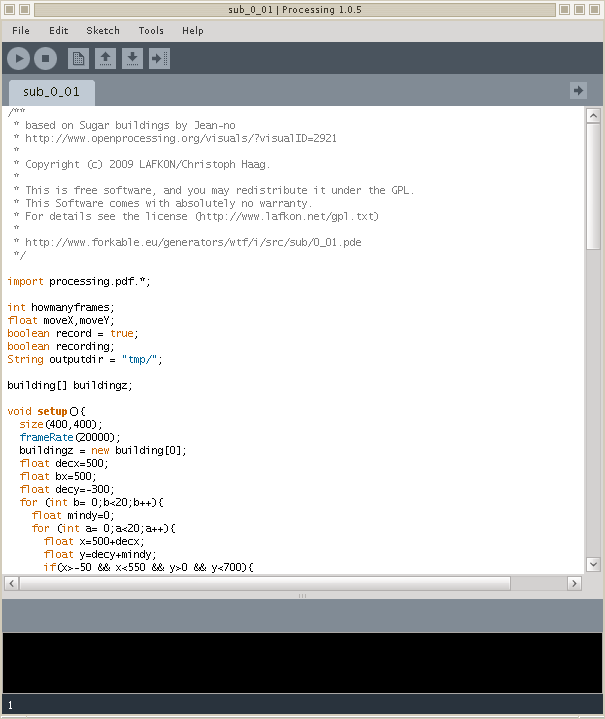 sub_0_01 | Processing 1.0.5
File Edit Sketch Tools Help
sub_0_01
/**
 * based on Sugar buildings by Jean-no
 * http://www.openprocessing.org/visuals/?visualID=2921
 *
 * Copyright (c) 2009 LAFKON/Christoph Haag.
 *
 * This is free software, and you may redistribute it under the GPL.
 * This Software comes with absolutely no warranty.
 * For details see the license (http://www.lafkon.net/gpl.txt)
 *
 * http://www.forkable.eu/generators/wtf/i/src/sub/0_01.pde
 */
import processing.pdf.*;
int howmanyframes;
float moveX,moveY;
boolean record = true;
boolean recording;
String outputdir = "tmp/";
building[] buildingz;
void setup(){
  size(400,400);
  frameRate(20000);
  buildingz = new building[0];
  float decx=500;
  float bx=500;
  float decy=-300;
  for (int b= 0;b<20;b++){
    float mindy=0;
    for (int a= 0;a<20;a++){
      float x=500+decx;
      float y=decy+mindy;
      if(x>-50 && x<550 && y>0 && y<700){
1